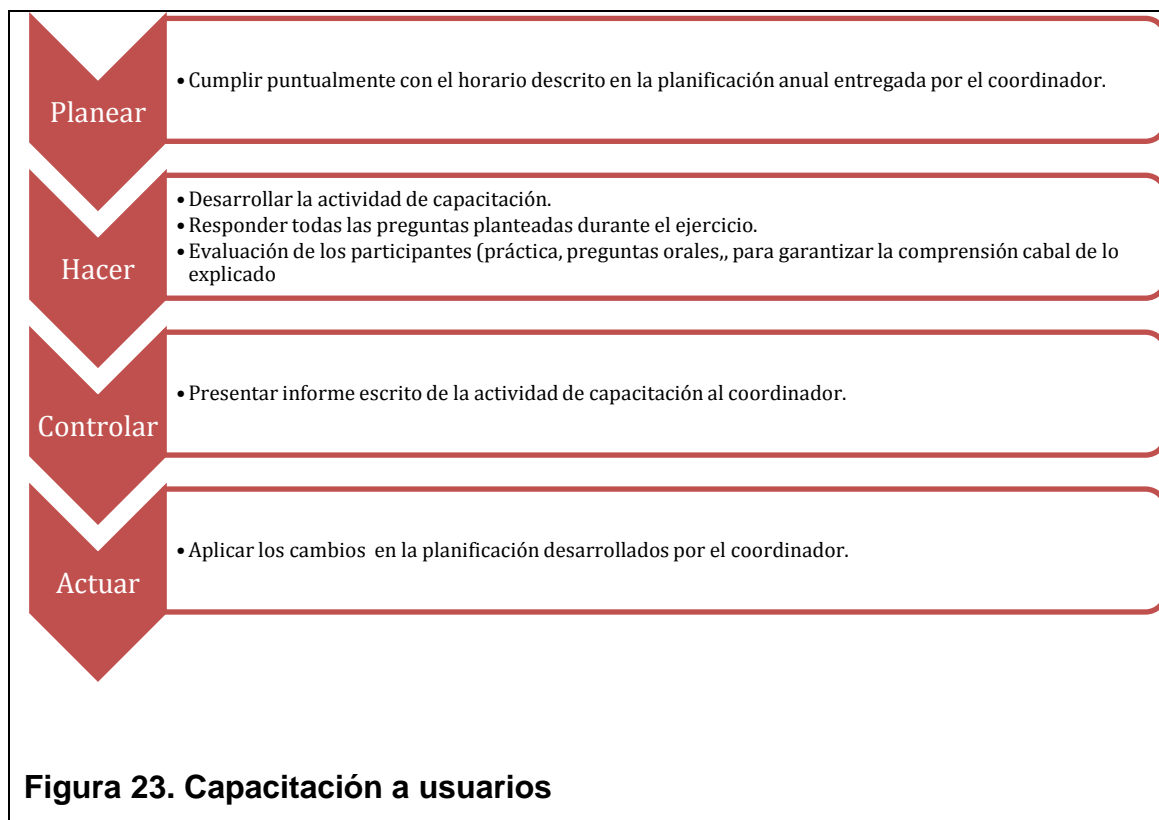 Planear
• Cumplir puntualmente con el horario descrito en la planificación anual entregada por el coordinador.
Hacer
• Desarrollar la actividad de capacitación.
• Responder todas las preguntas planteadas durante el ejercicio.
• Evaluación de los participantes (práctica, preguntas orales,, para garantizar la comprensión cabal de lo
explicado
Controlar
• Presentar informe escrito de la actividad de capacitación al coordinador.
Actuar
• Aplicar los cambios en la planificación desarrollados por el coordinador.
Figura 23. Capacitación a usuarios